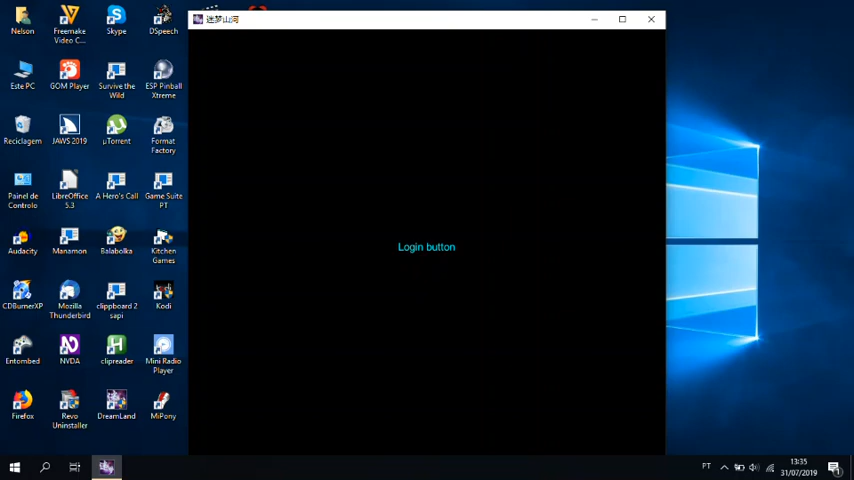 迷梦山河
Nelson
Freemake
Video C...
Skype
DSpeech
Este PC
GOM Player
Survive the
Wild
ESP Pinball
Xtreme
Reciclagem
JAWS 2019
µTorrent
Format
Factory
Painel de
Controlo
LibreOffice
5.3
A Hero's Call
Game Suite
PT
Audacity
Manamon
Balabolka
Kitchen
Games
CDBurnerXP
Mozilla
Thunderbird
clippboard 2
sapi
Kodi
Entombed
NVDA
clipreader
Mini Radio
Player
Firefox
Revo
Uninstaller
DreamLand
MiPony
Login button
PT
13:35
31/07/2019
1